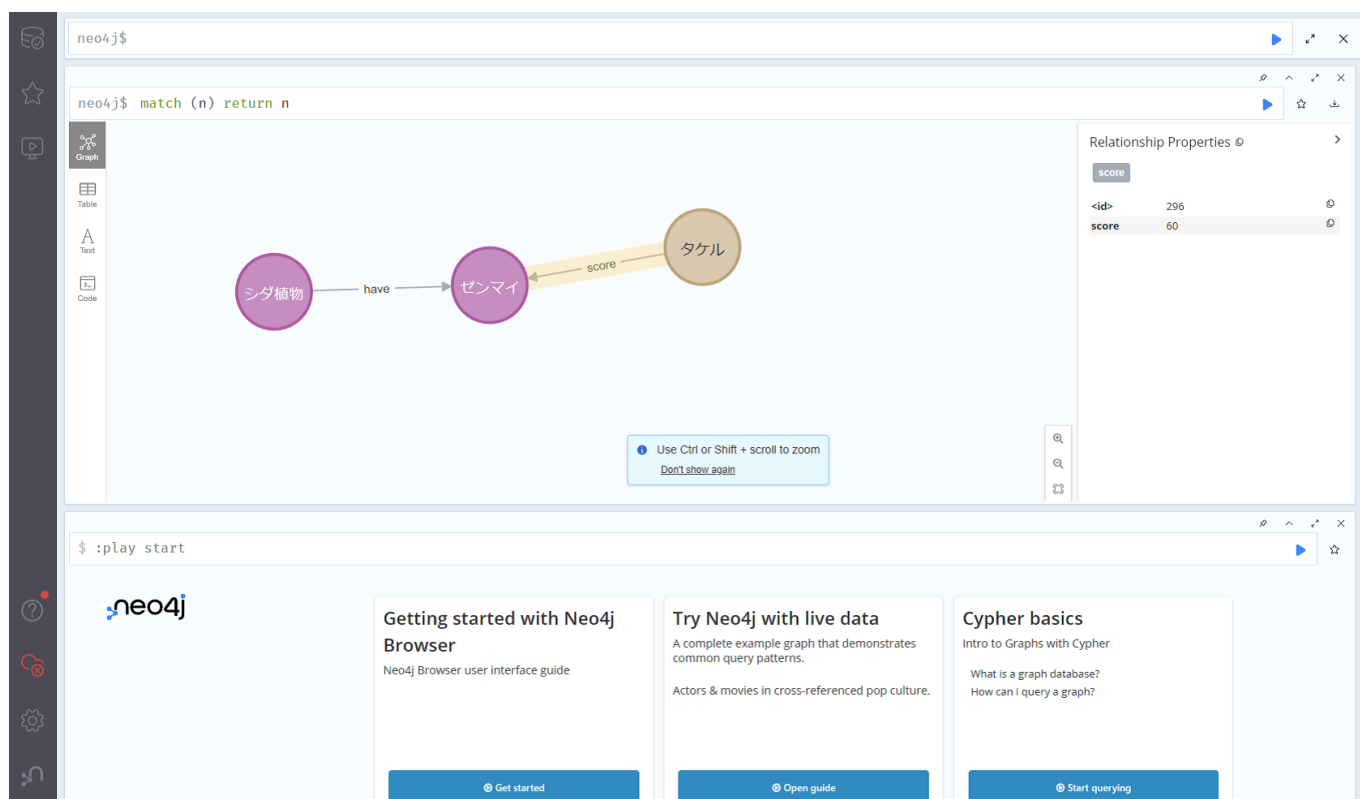 neo4j$
neo4j$ match (n) return n
Graph
Table
Text
Code
シダ植物
have
ゼンマイ
score
タケル
Relationship Properties
score
<id> 296
score 60
Use Ctrl or Shift + scroll to zoom
Don't show again
$ :play start
neo4j
Getting started with Neo4j
Browser
Neo4j Browser user interface guide
Get started
Try Neo4j with live data
A complete example graph that demonstrates
common query patterns.
Actors & movies in cross-referenced pop culture.
Open guide
Cypher basics
Intro to Graphs with Cypher
What is a graph database?
How can I query a graph?
Start querying